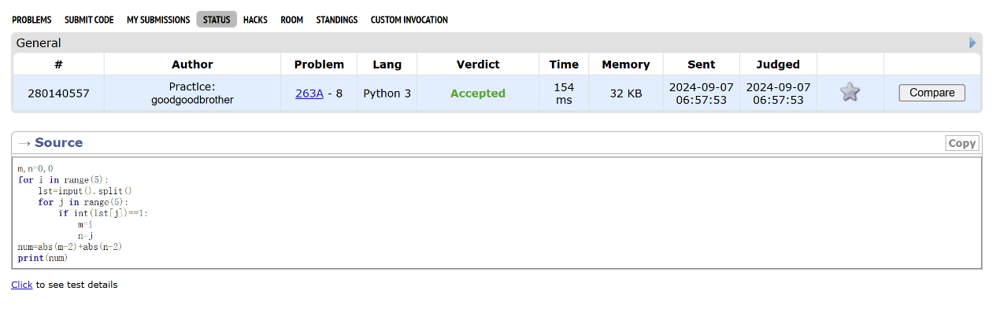 PROBLEMS SUBMIT CODE MY SUBMISSIONS STATUS HACKS ROOM STANDINGS CUSTOM INVOCATION
General
# Author Problem Lang Verdict Time Memory Sent Judged
280140557 Practice: goodgoodbrother 263A - 8 Python 3 Accepted 154 ms 32 KB 2024-09-07 06:57:53 2024-09-07 06:57:53 Compare
→ Source Copy
m,n=0,0
for i in range(5):
    lst=input().split()
    for j in range(5):
        if int(lst[j])==1:
            m=i
            n=j
num=abs(m-2)+abs(n-2)
print(num)
Click to see test details